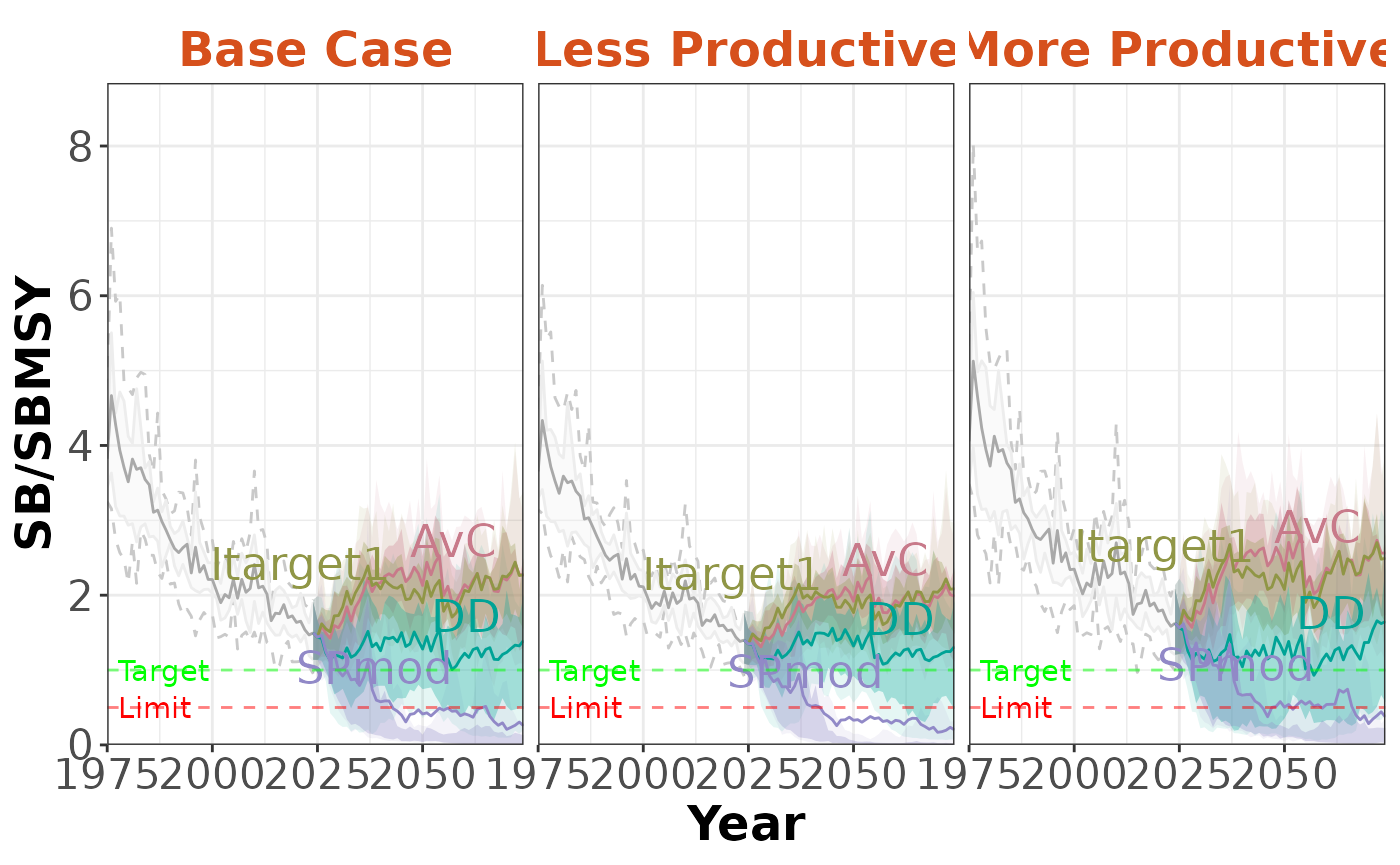 Base Case
Less Productive
More Productive
SB/SBMSY
8
6
4
2
0
Itarget1
AvC
DD
SPmod
Target
Limit
Itarget1
AvC
DD
SPmod
Target
Limit
Itarget1
AvC
DD
SPmod
Target
Limit
1975 2000 2025 2050
1975 2000 2025 2050
1975 2000 2025 2050
Year